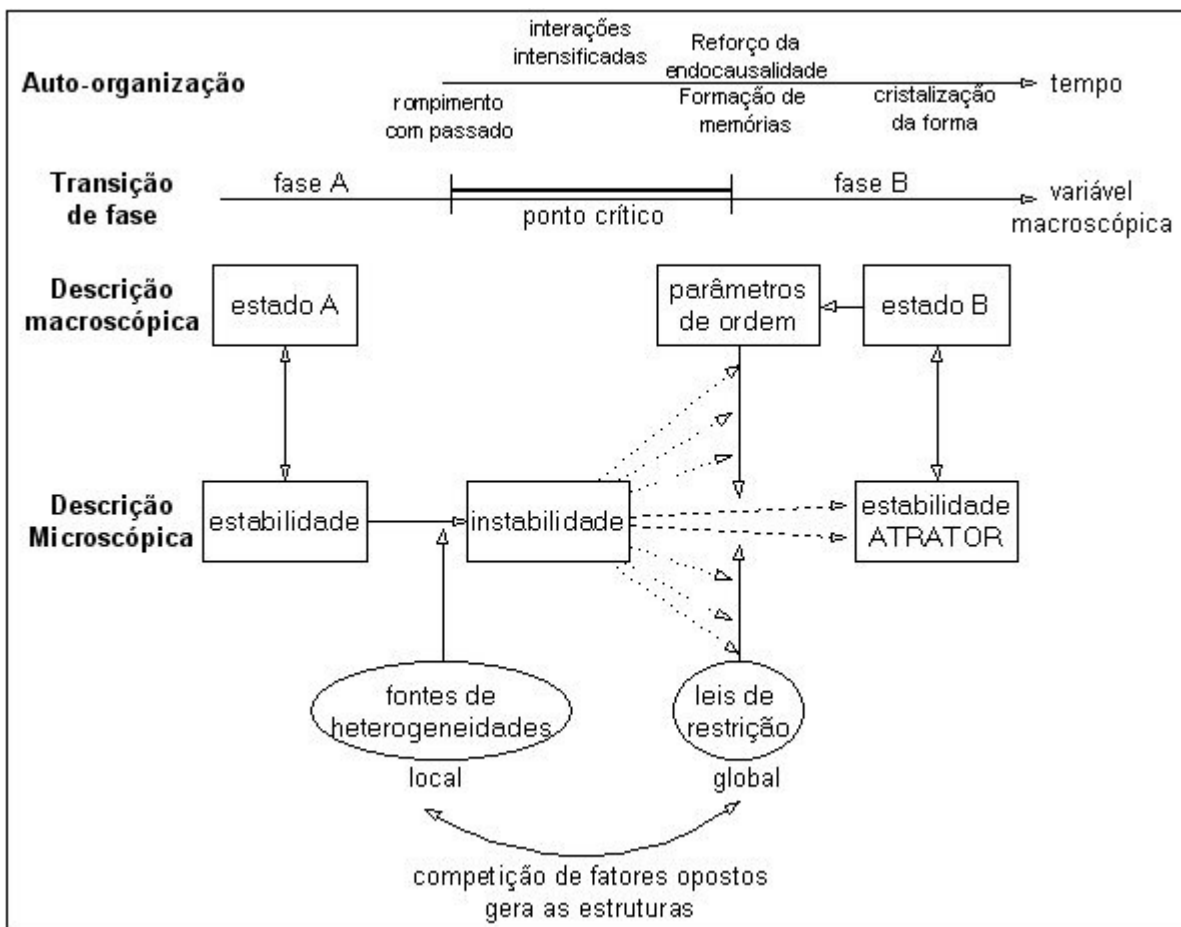 interações
intensificadas
Reforço da
endocausalidade
Auto-organização
tempo
rompimento
com passado
Formação de
memórias
cristalização
da forma
Transição
de fase
fase A
ponto crítico
fase B
variável
macroscópica
Descrição
macroscópica
estado A
parâmetros
de ordem
estado B
Descrição
Microscópica
estabilidade
instabilidade
estabilidade
ATRATOR
fontes de
heterogeneidades
leis de
restrição
local
global
competição de fatores opostos
gera as estruturas